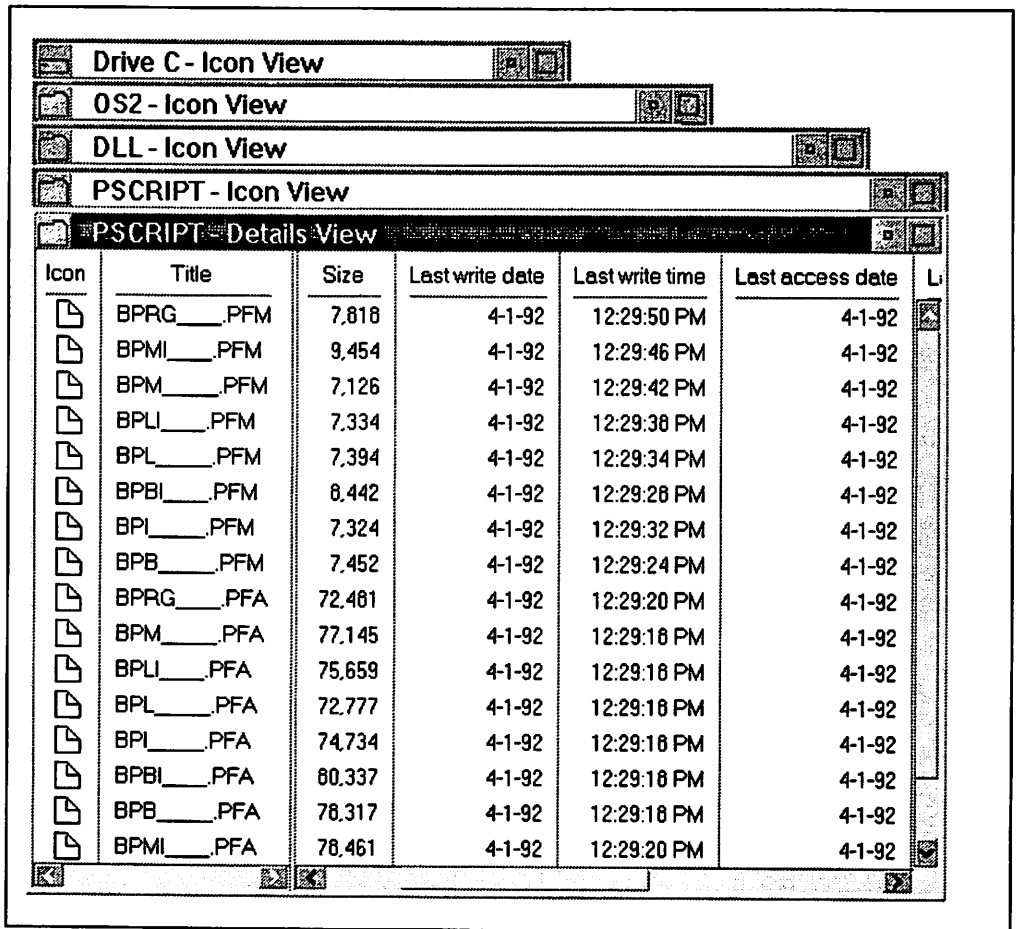 Drive C - Icon View
OS2 - Icon View
DLL - Icon View
PSCRIPT - Icon View
PSCRIPT - Details View
Icon Title Size Last write date Last write time Last access date
BPRG____.PFM 7,818 4-1-92 12:29:50 PM 4-1-92
BPMI____.PFM 9,454 4-1-92 12:29:46 PM 4-1-92
BPM_____.PFM 7,126 4-1-92 12:29:42 PM 4-1-92
BPLI____.PFM 7,334 4-1-92 12:29:38 PM 4-1-92
BPL_____.PFM 7,394 4-1-92 12:29:34 PM 4-1-92
BPBI____.PFM 8,442 4-1-92 12:29:28 PM 4-1-92
BPI_____.PFM 7,324 4-1-92 12:29:32 PM 4-1-92
BPB_____.PFM 7,452 4-1-92 12:29:24 PM 4-1-92
BPRG____.PFA 72,481 4-1-92 12:29:20 PM 4-1-92
BPM_____.PFA 77,145 4-1-92 12:29:18 PM 4-1-92
BPLI____.PFA 75,659 4-1-92 12:29:18 PM 4-1-92
BPL_____.PFA 72,777 4-1-92 12:29:18 PM 4-1-92
BPI_____.PFA 74,734 4-1-92 12:29:18 PM 4-1-92
BPBI____.PFA 80,337 4-1-92 12:29:18 PM 4-1-92
BPB_____.PFA 78,317 4-1-92 12:29:18 PM 4-1-92
BPMI____.PFA 78,461 4-1-92 12:29:20 PM 4-1-92